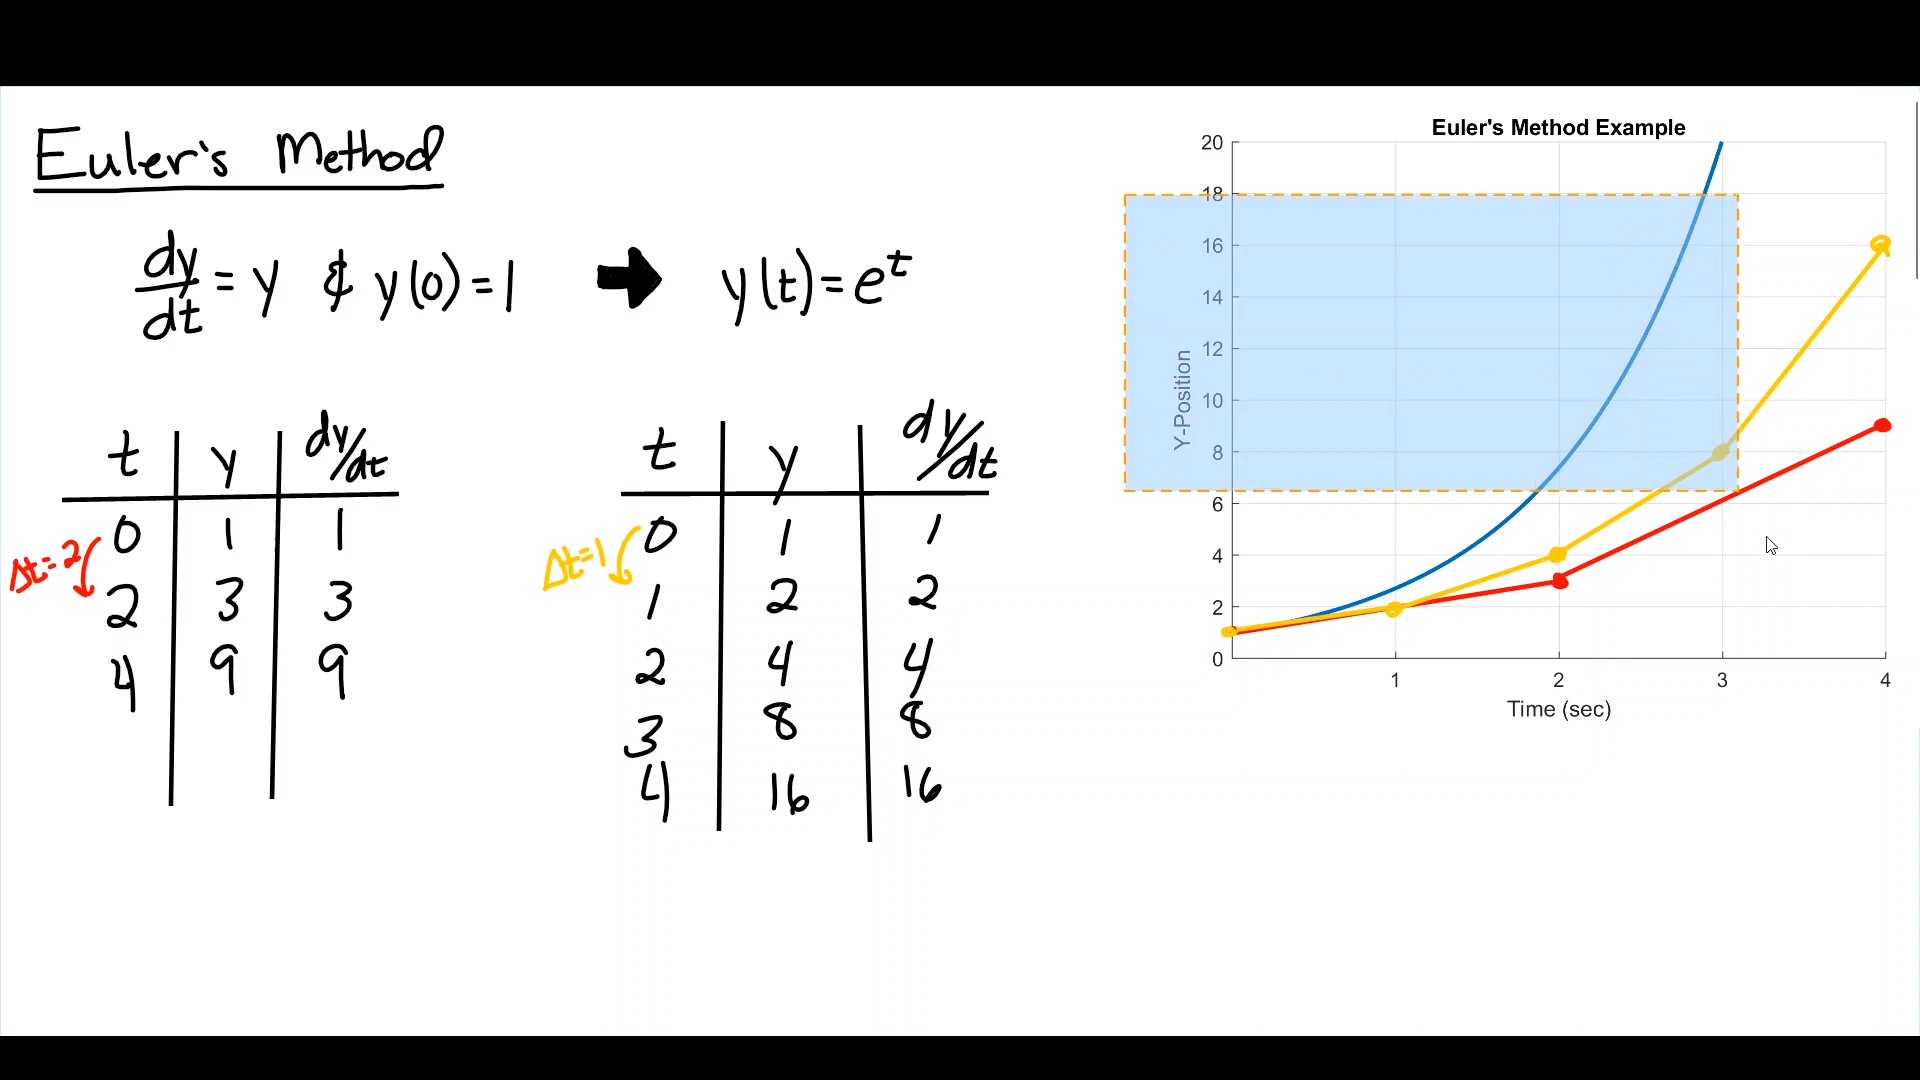 Euler's Method
dy/dt = y & y(0) = 1 → y(t) = e^t
t y dy/dt
0 1 1
2 3 3
4 9 9
Δt=2
t y dy/dt
0 1 1
1 2 2
2 4 4
3 8 8
4 16 16
Δt=1
Euler's Method Example
20
18
16
14
12
10
8
6
4
2
0
Y-Position
1 2 3 4
Time (sec)